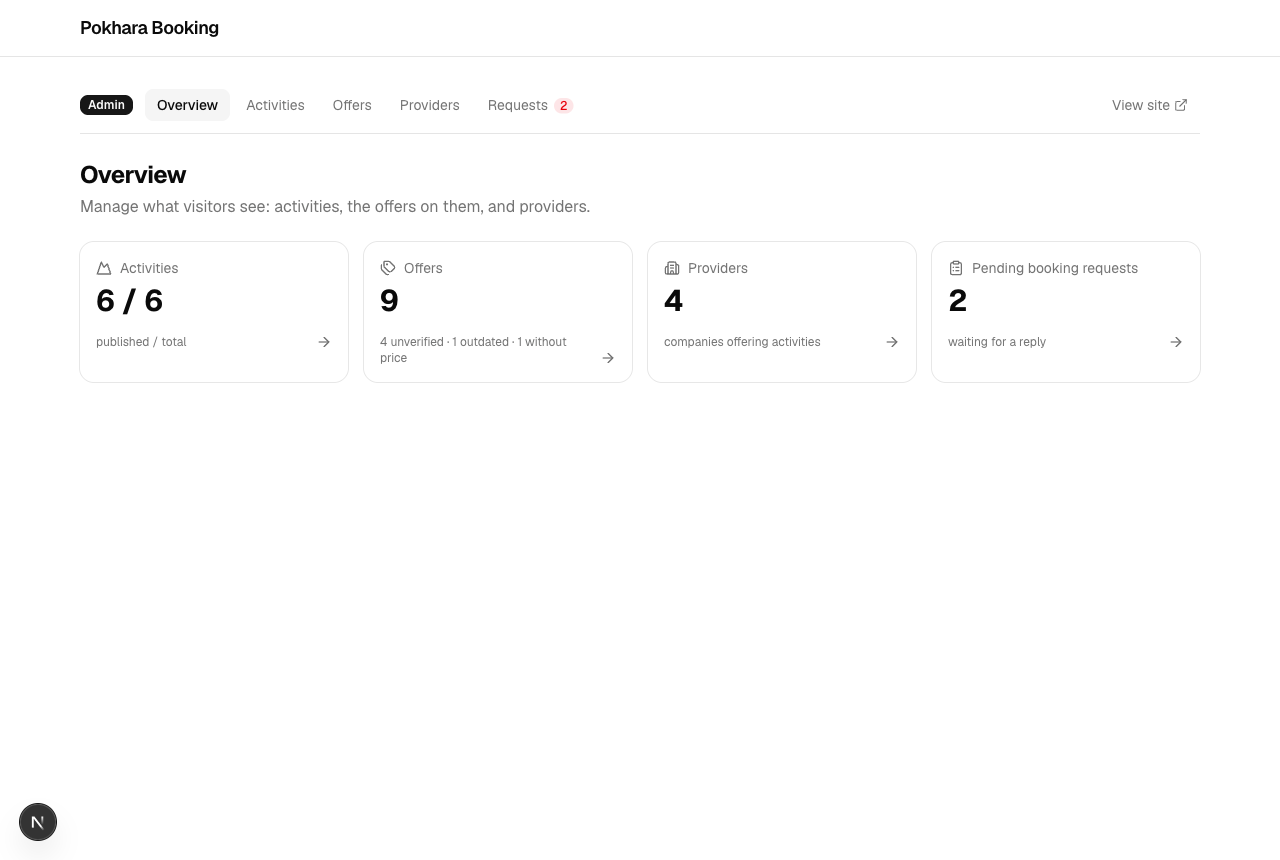 Pokhara Booking
Admin Overview Activities Offers Providers Requests 2 View site
Overview
Manage what visitors see: activities, the offers on them, and providers.
Activities
6 / 6
published / total
Offers
9
4 unverified · 1 outdated · 1 without
price
Providers
4
companies offering activities
Pending booking requests
2
waiting for a reply
N